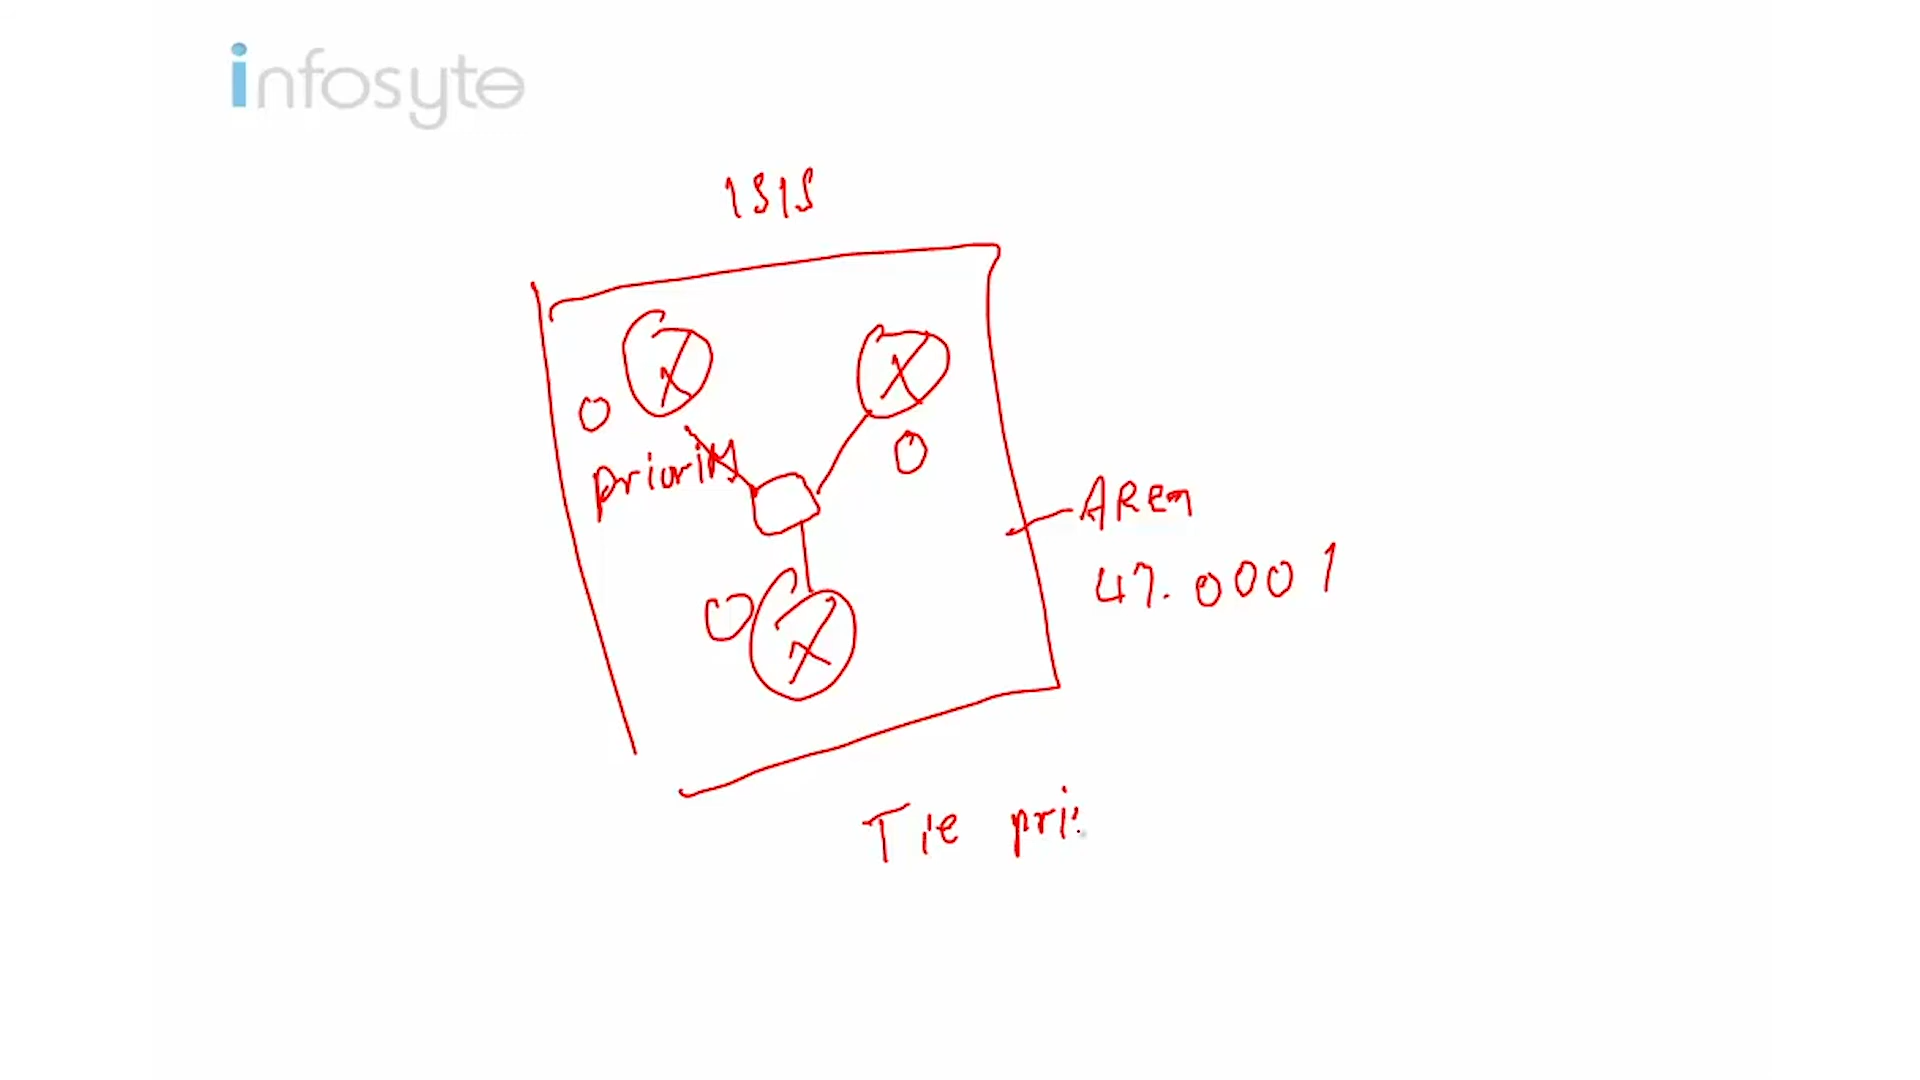 infosyte
ISIS
0
priority
0
AREA
47.0001
0
Tie pri